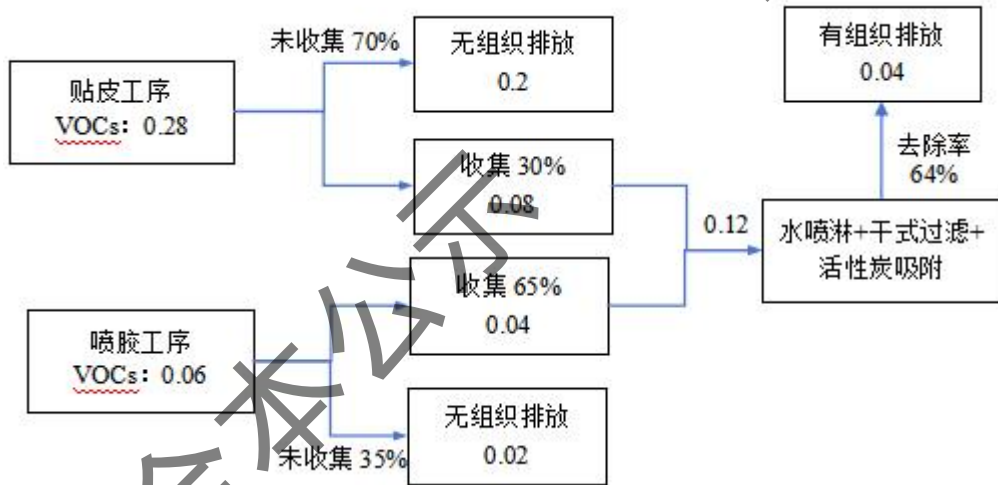 贴皮工序
VOCs：0.28
未收集 70%
无组织排放
0.2
收集 30%
0.08
喷胶工序
VOCs：0.06
收集 65%
0.04
未收集 35%
无组织排放
0.02
0.12
水喷淋+干式过滤+
活性炭吸附
去除率
64%
有组织排放
0.04
本公示